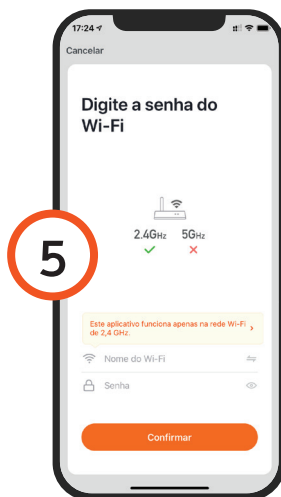 17:24
Cancelar
Digite a senha do
Wi-Fi
2.4GHz 5GHz
5
Este aplicativo funciona apenas na rede Wi-Fi
de 2,4 GHz.
Nome do Wi-Fi
Senha
Confirmar